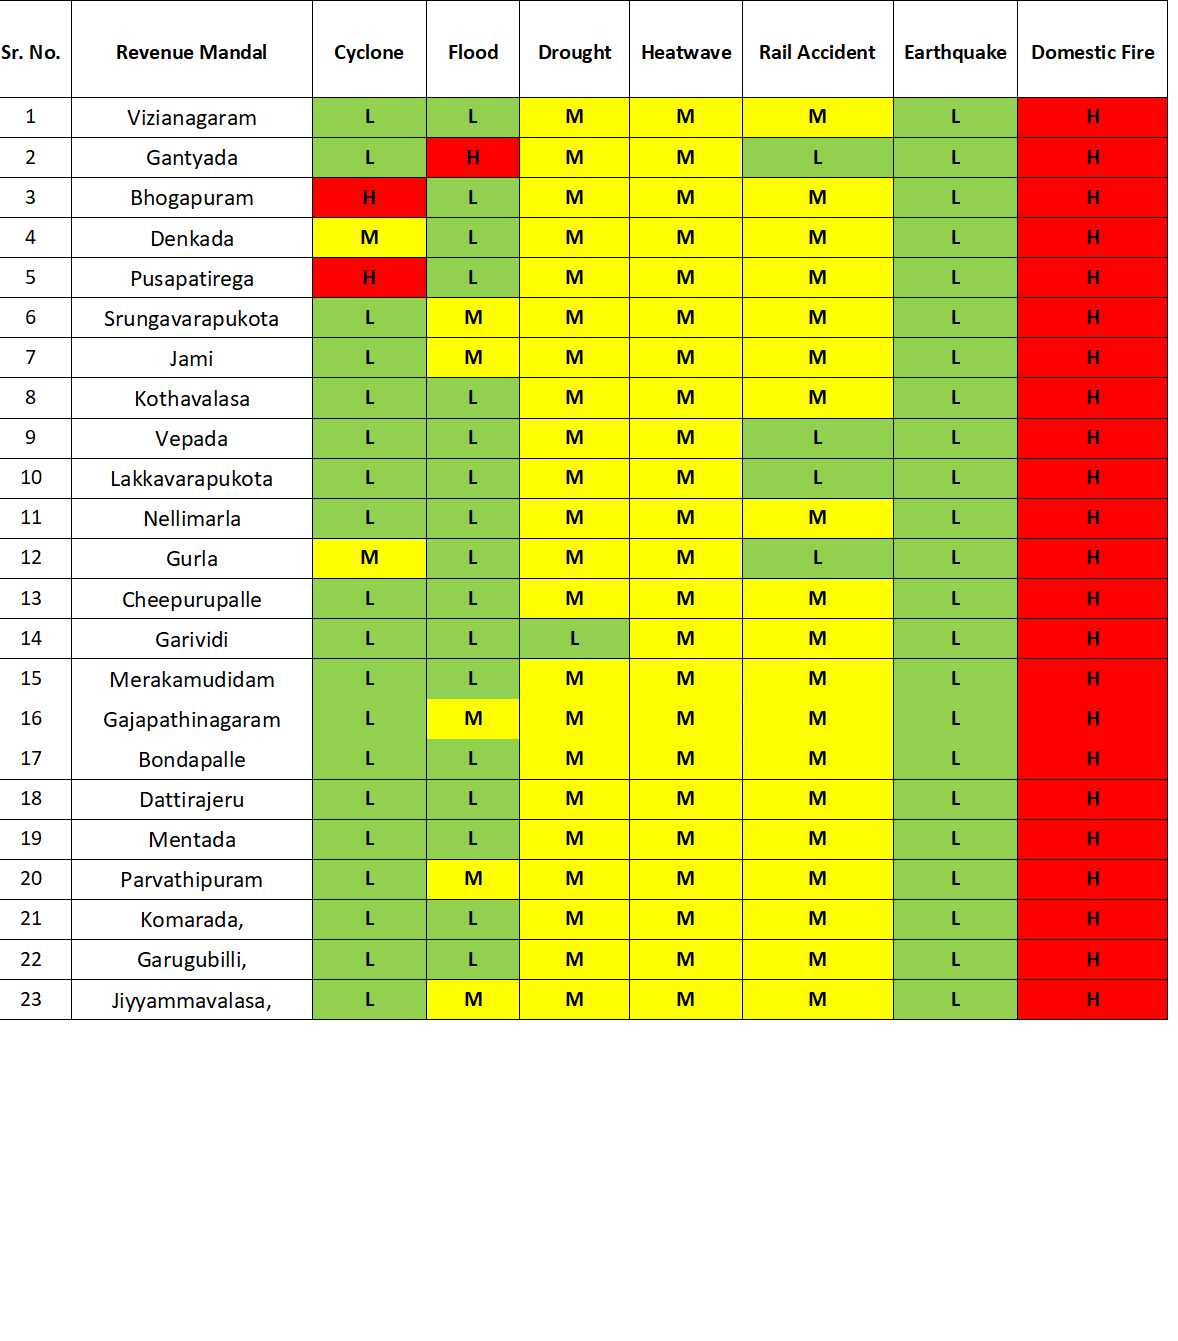 Sr. No. Revenue Mandal Cyclone Flood Drought Heatwave Rail Accident Earthquake Domestic Fire
1 Vizianagaram L L M M M L H
2 Gantyada L H M M L L H
3 Bhogapuram H L M M M L H
4 Denkada M L M M M L H
5 Pusapatirega H L M M M L H
6 Srungavarapukota L M M M M L H
7 Jami L M M M M L H
8 Kothavalasa L L M M M L H
9 Vepada L L M M L L H
10 Lakkavarapukota L L M M L L H
11 Nellimarla L L M M M L H
12 Gurla M L M M L L H
13 Cheepurupalle L L M M M L H
14 Garividi L L L M M L H
15 Merakamudidam L L M M M L H
16 Gajapathinagaram L M M M M L H
17 Bondapalle L L M M M L H
18 Dattirajeru L L M M M L H
19 Mentada L L M M M L H
20 Parvathipuram L M M M M L H
21 Komarada, L L M M M L H
22 Garugubilli, L L M M M L H
23 Jiyyammavalasa, L M M M M L H